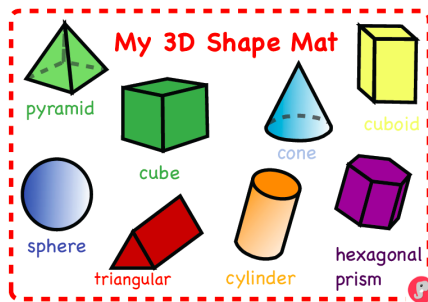 My 3D Shape Mat
pyramid
cube
cone
cuboid
sphere
triangular
cylinder
hexagonal
prism